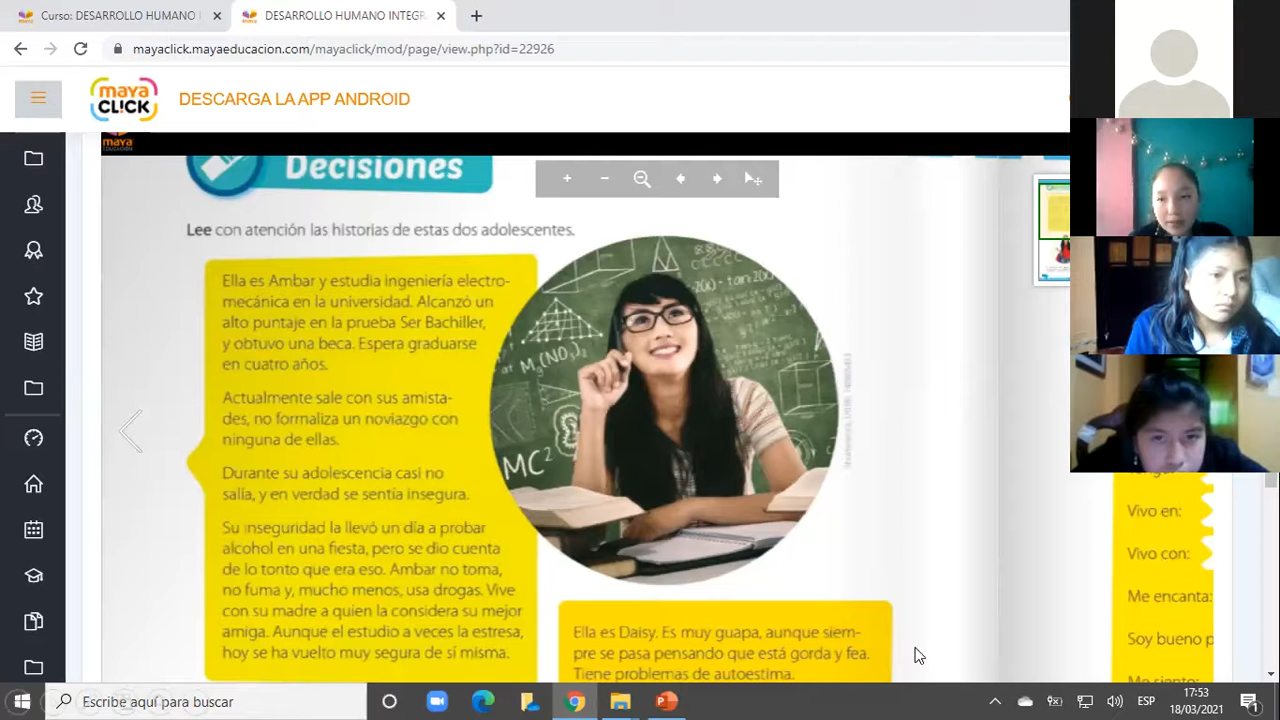 Curso: DESARROLLO HUMANO
DESARROLLO HUMANO INTEGR
mayaclick.mayaeducacion.com/mayaclick/mod/page/view.php?id=22926
maya
CLICK
DESCARGA LA APP ANDROID
maya
EDUCACIÓN
Decisiones
Lee con atención las historias de estas dos adolescentes.
Ella es Ambar y estudia ingeniería electro-
mecánica en la universidad. Alcanzó un
alto puntaje en la prueba Ser Bachiller,
y obtuvo una beca. Espera graduarse
en cuatro años.
Actualmente sale con sus amista-
des, no formaliza un noviazgo con
ninguna de ellas.
Durante su adolescencia casi no
salía, y en verdad se sentía insegura.
Su inseguridad la llevó un día a probar
alcohol en una fiesta, pero se dio cuenta
de lo tonto que era eso. Ambar no toma,
no fuma y, mucho menos, usa drogas. Vive
con su madre a quien la considera su mejor
amiga. Aunque el estudio a veces la estresa,
hoy se ha vuelto muy segura de sí misma.
Mg(NO3)2
MC²
Ella es Daisy. Es muy guapa, aunque siem-
pre se pasa pensando que está gorda y fea.
Tiene problemas de autoestima.
Vivo en:
Vivo con:
Me encanta:
Soy bueno p
Me siento:
Escribe aquí para buscar
ESP
17:53
18/03/2021
1